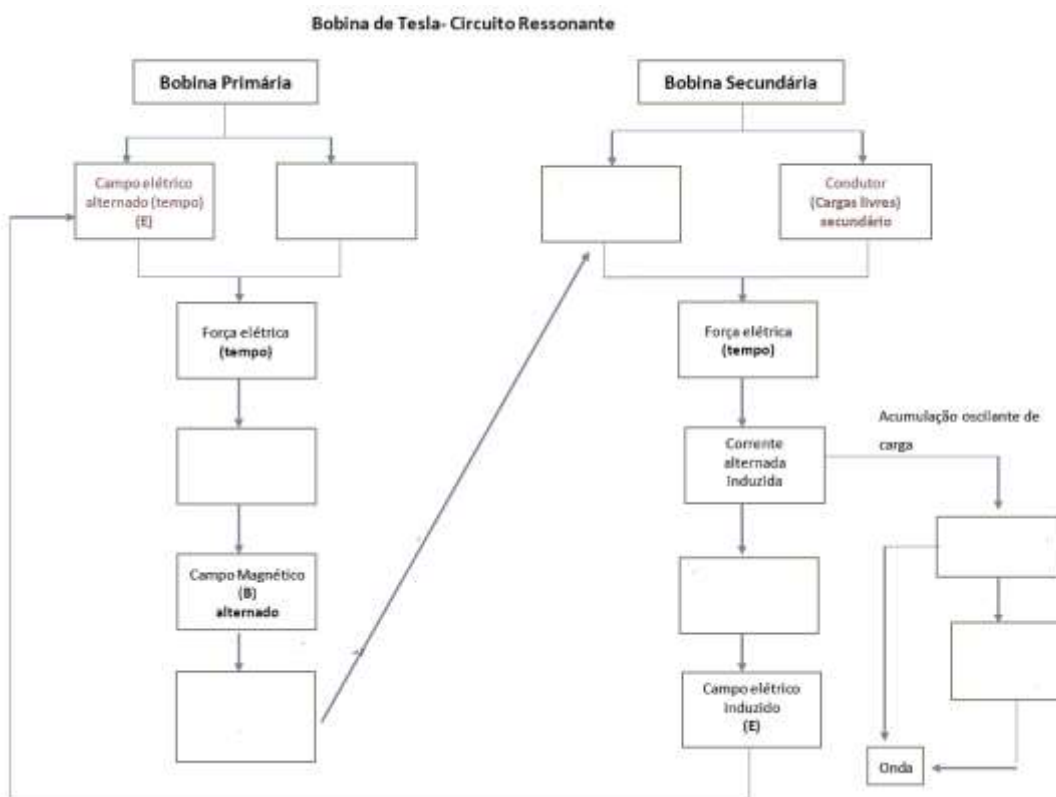 Bobina de Tesla- Circuito Ressonante
Bobina Primária
Bobina Secundária
Campo elétrico
alternado (tempo)
(E)
Condutor
(Cargas livres)
secundário
Força elétrica
(tempo)
Força elétrica
(tempo)
Corrente
alternada
induzida
Acumulação oscilante de
carga
Campo Magnético
(B)
alternado
Campo elétrico
induzido
(E)
Onda